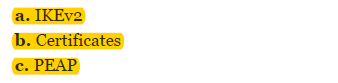 a. IKEv2
b. Certificates
c. PEAP